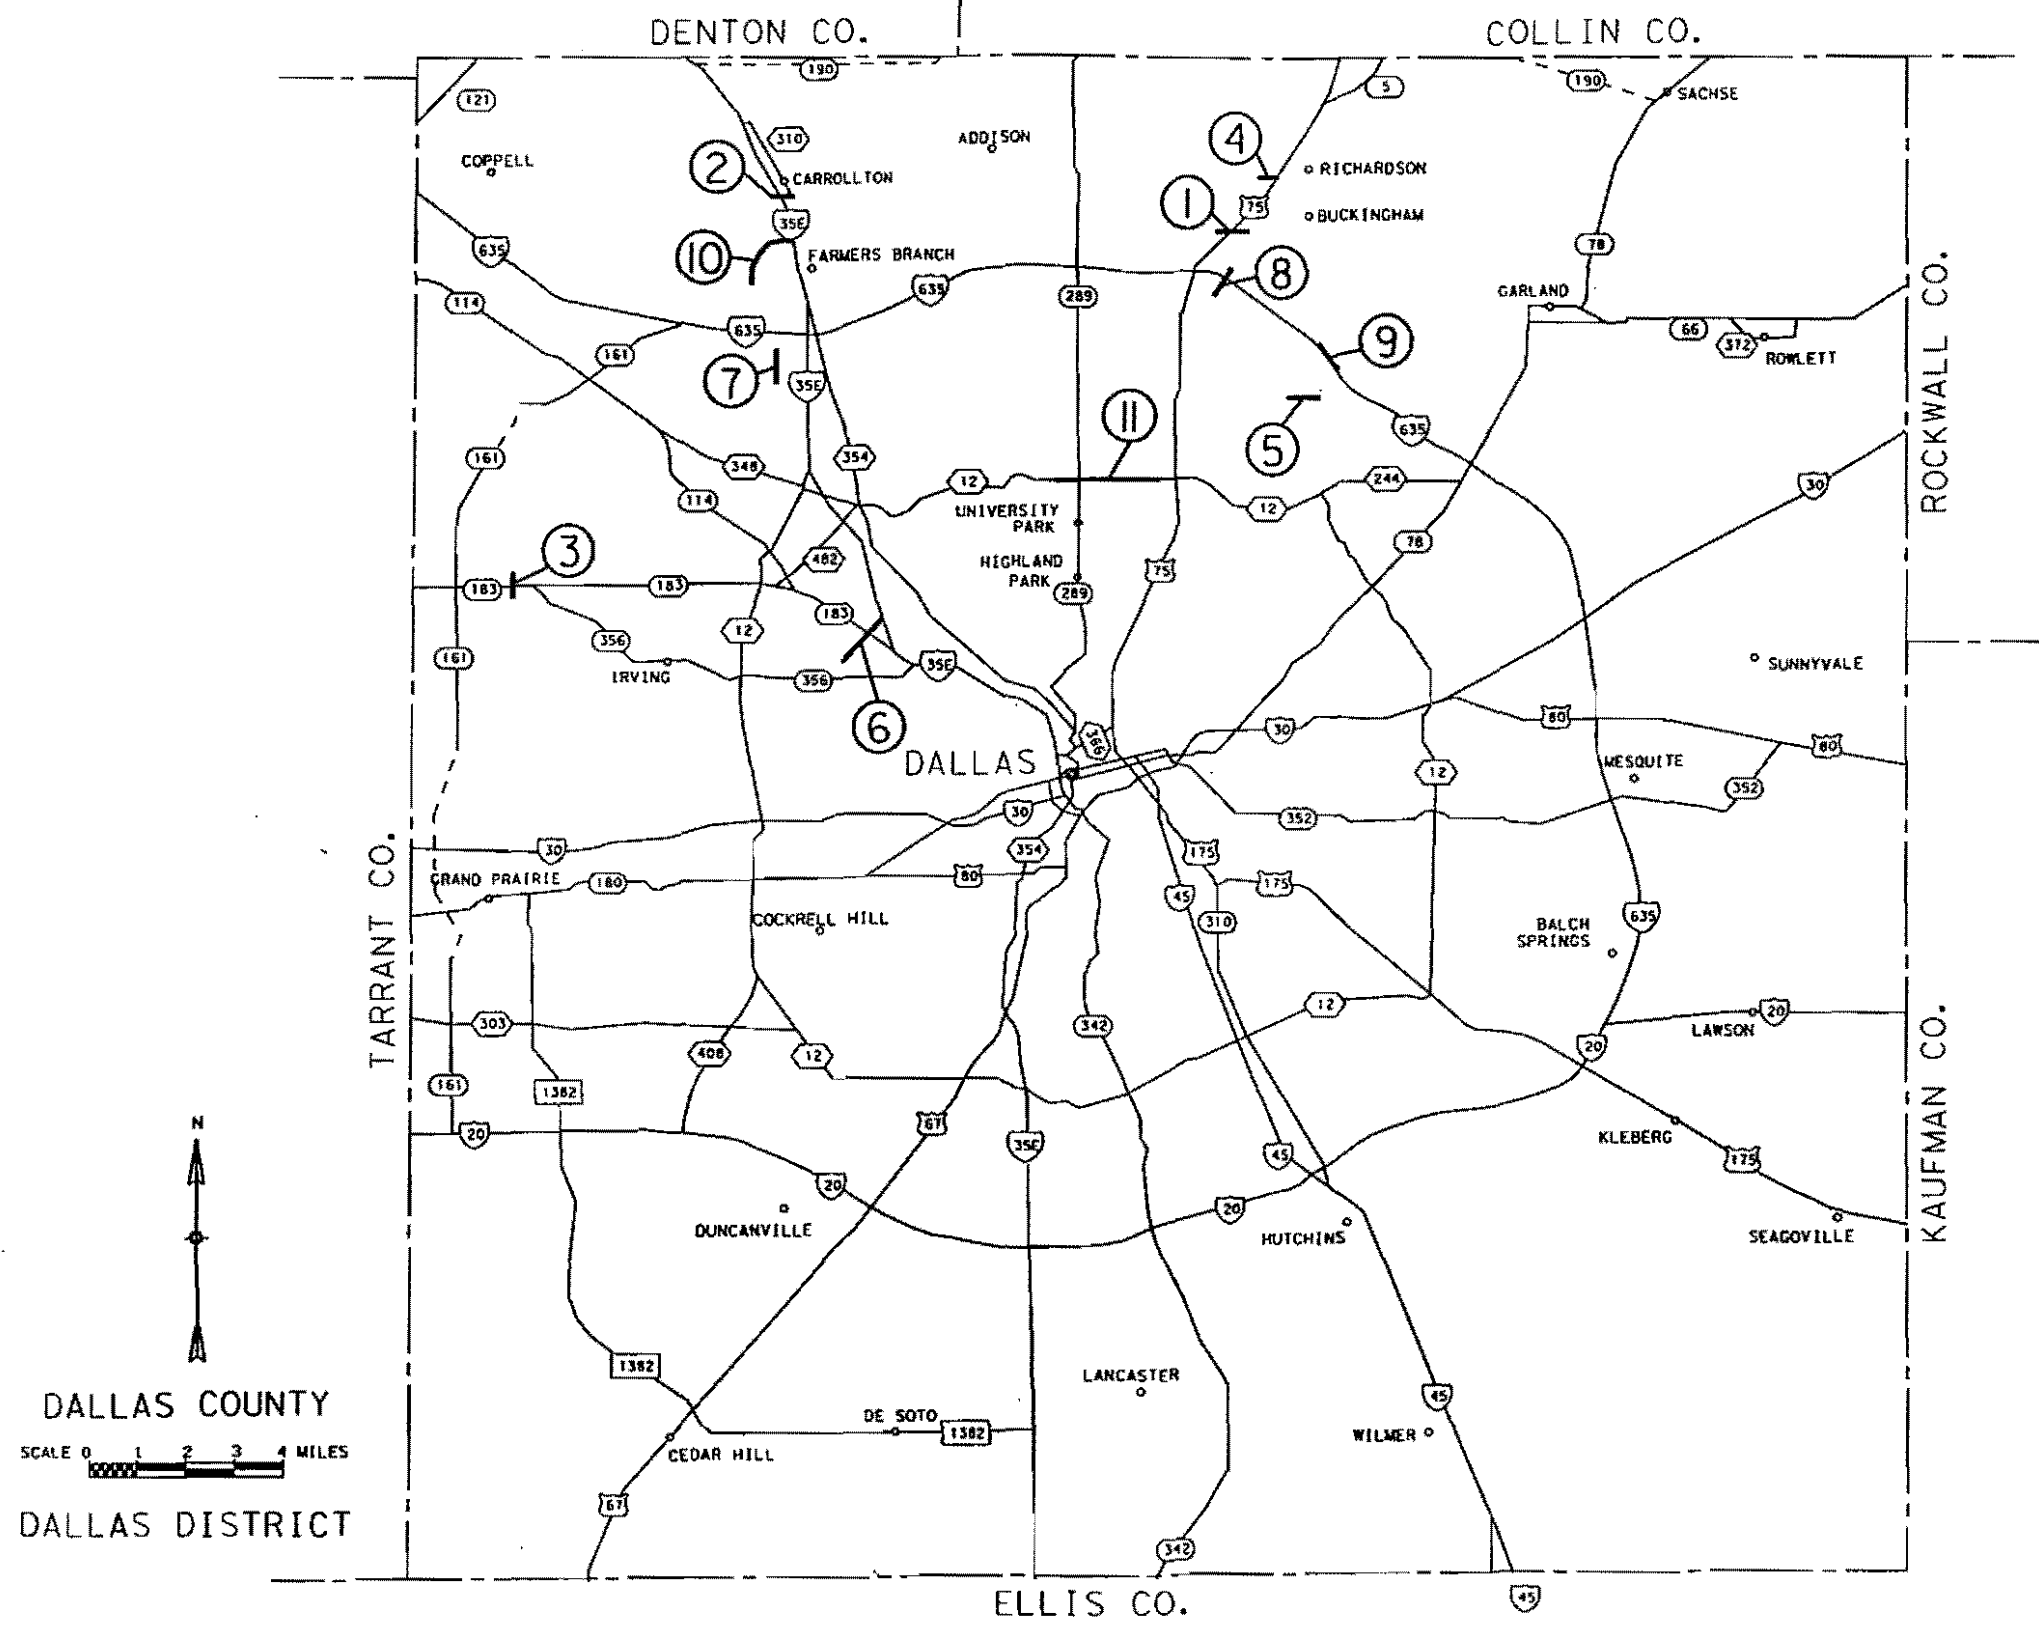 DENTON CO.
COLLIN CO.
190
190
121
5
SACHSE
310
ADDISON
4
COPPELL
2
CARROLLTON
RICHARDSON
1
75
BUCKINGHAM
35E
78
635
10
FARMERS BRANCH
8
635
289
GARLAND
114
635
66
372
ROWLETT
161
9
7
35E
11
5
635
ROCKWALL CO.
161
348
354
12
244
30
114
UNIVERSITY
PARK
12
78
3
482
HIGHLAND
PARK
75
183
183
289
183
12
356
161
IRVING
356
35E
SUNNYVALE
6
366
30
80
80
DALLAS
12
MESQUITE
352
30
352
TARRANT CO.
30
354
175
GRAND PRAIRIE
180
80
175
45
COCKRELL HILL
310
635
BALCH
SPRINGS
303
342
12
20
LAWSON
408
12
20
KAUFMAN CO.
161
1382
67
20
35E
45
KLEBERG
175
N
20
20
DUNCANVILLE
HUTCHINS
SEAGOVILLE
1382
LANCASTER
45
DALLAS COUNTY
DE SOTO
1382
WILMER
SCALE 0 1 2 3 4 MILES
CEDAR HILL
67
DALLAS DISTRICT
342
ELLIS CO.
45